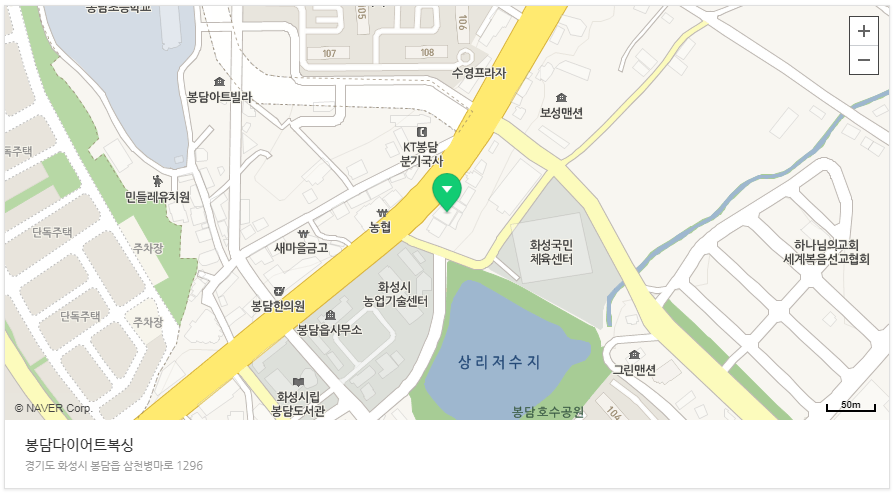 봉담초등학교
105
106
107
108
수영프라자
봉담아트빌라
보성맨션
KT봉담
분기국사
독주택
민들레유치원
농협
단독주택
주차장
새마을금고
화성국민
체육센터
하나님의교회
세계복음선교협회
화성시
농업기술센터
봉담한의원
단독주택
주차장
봉담읍사무소
상리저수지
그린맨션
화성시립
봉담도서관
봉담호수공원
104
© NAVER Corp.
50m
봉담다이어트복싱
경기도 화성시 봉담읍 삼천병마로 1296